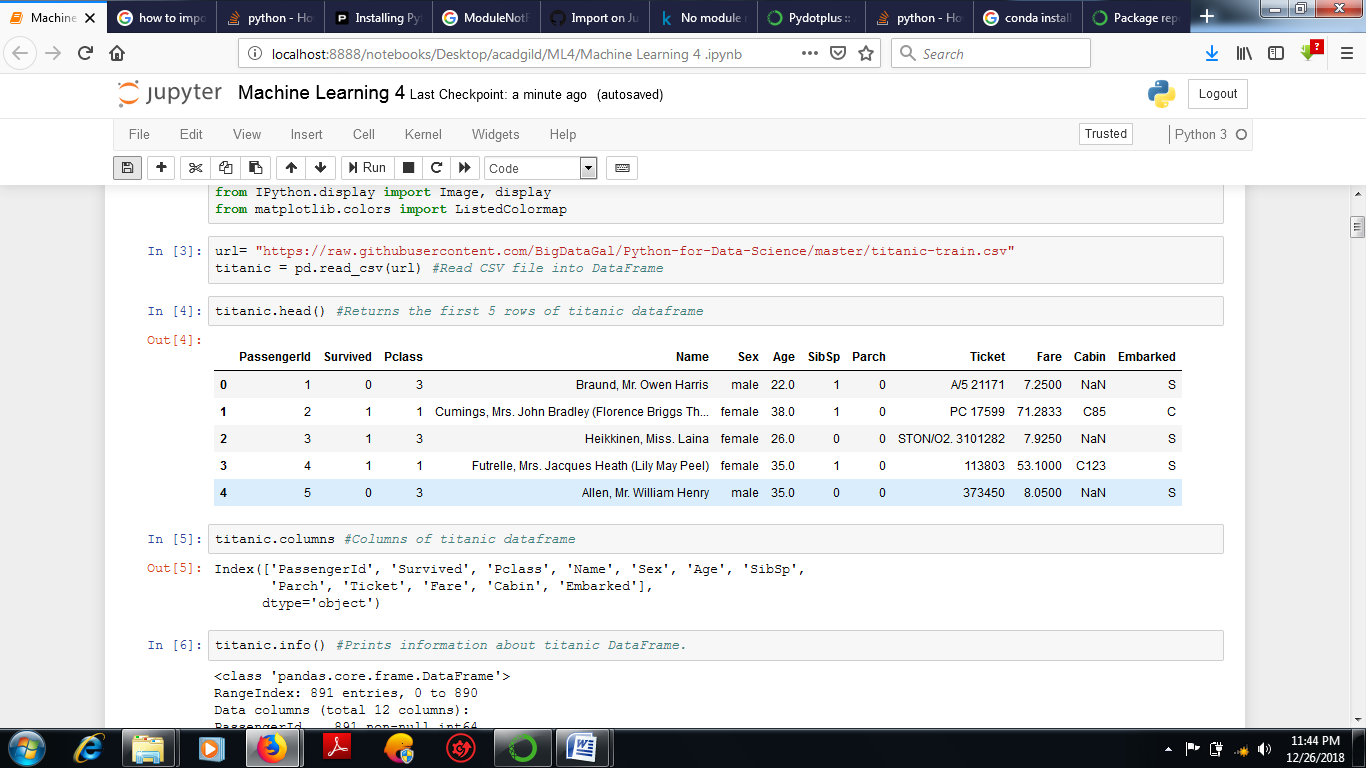 Machine
how to impo
python - Ho
Installing Py
ModuleNotF
Import on Ju
No module
Pydotplus ::
python - Ho
conda install
Package rep
localhost:8888/notebooks/Desktop/acadgild/ML4/Machine Learning 4 .ipynb
Search
jupyter Machine Learning 4 Last Checkpoint: a minute ago (autosaved)
Logout
File Edit View Insert Cell Kernel Widgets Help
Trusted
Python 3
Run
Code
from IPython.display import Image, display
from matplotlib.colors import ListedColormap
In [3]: url= "https://raw.githubusercontent.com/BigDataGal/Python-for-Data-Science/master/titanic-train.csv"
titanic = pd.read_csv(url) #Read CSV file into DataFrame
In [4]: titanic.head() #Returns the first 5 rows of titanic dataframe
Out[4]:
PassengerId Survived Pclass Name Sex Age SibSp Parch Ticket Fare Cabin Embarked
0 1 0 3 Braund, Mr. Owen Harris male 22.0 1 0 A/5 21171 7.2500 NaN S
1 2 1 1 Cumings, Mrs. John Bradley (Florence Briggs Th... female 38.0 1 0 PC 17599 71.2833 C85 C
2 3 1 3 Heikkinen, Miss. Laina female 26.0 0 0 STON/O2. 3101282 7.9250 NaN S
3 4 1 1 Futrelle, Mrs. Jacques Heath (Lily May Peel) female 35.0 1 0 113803 53.1000 C123 S
4 5 0 3 Allen, Mr. William Henry male 35.0 0 0 373450 8.0500 NaN S
In [5]: titanic.columns #Columns of titanic dataframe
Out[5]: Index(['PassengerId', 'Survived', 'Pclass', 'Name', 'Sex', 'Age', 'SibSp',
'Parch', 'Ticket', 'Fare', 'Cabin', 'Embarked'],
dtype='object')
In [6]: titanic.info() #Prints information about titanic DataFrame.
<class 'pandas.core.frame.DataFrame'>
RangeIndex: 891 entries, 0 to 890
Data columns (total 12 columns):
PassengerId 891 non-null int64
11:44 PM
12/26/2018